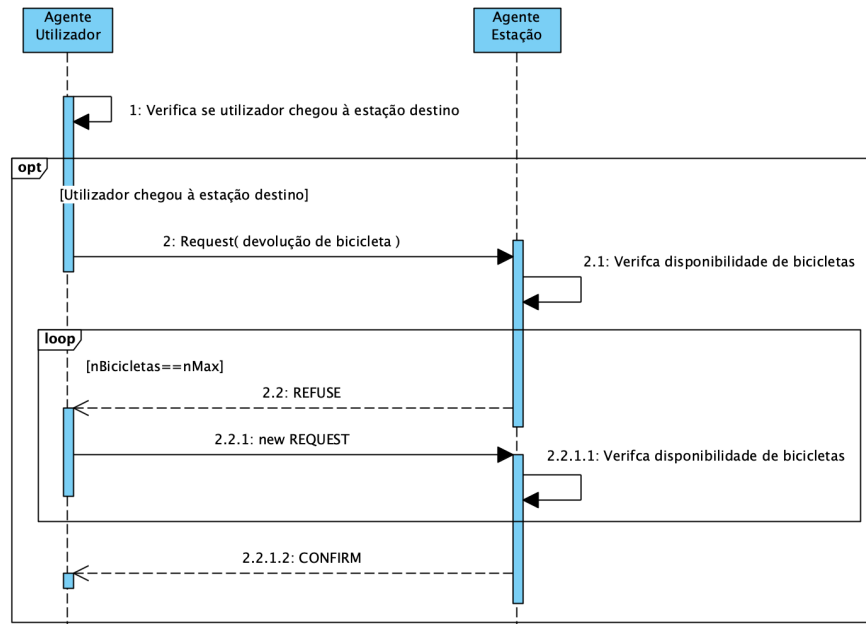 Agente
Utilizador
Agente
Estação
1: Verifica se utilizador chegou à estação destino
opt
[Utilizador chegou à estação destino]
2: Request( devolução de bicicleta )
2.1: Verifca disponibilidade de bicicletas
loop
[nBicicletas==nMax]
2.2: REFUSE
2.2.1: new REQUEST
2.2.1.1: Verifca disponibilidade de bicicletas
2.2.1.2: CONFIRM